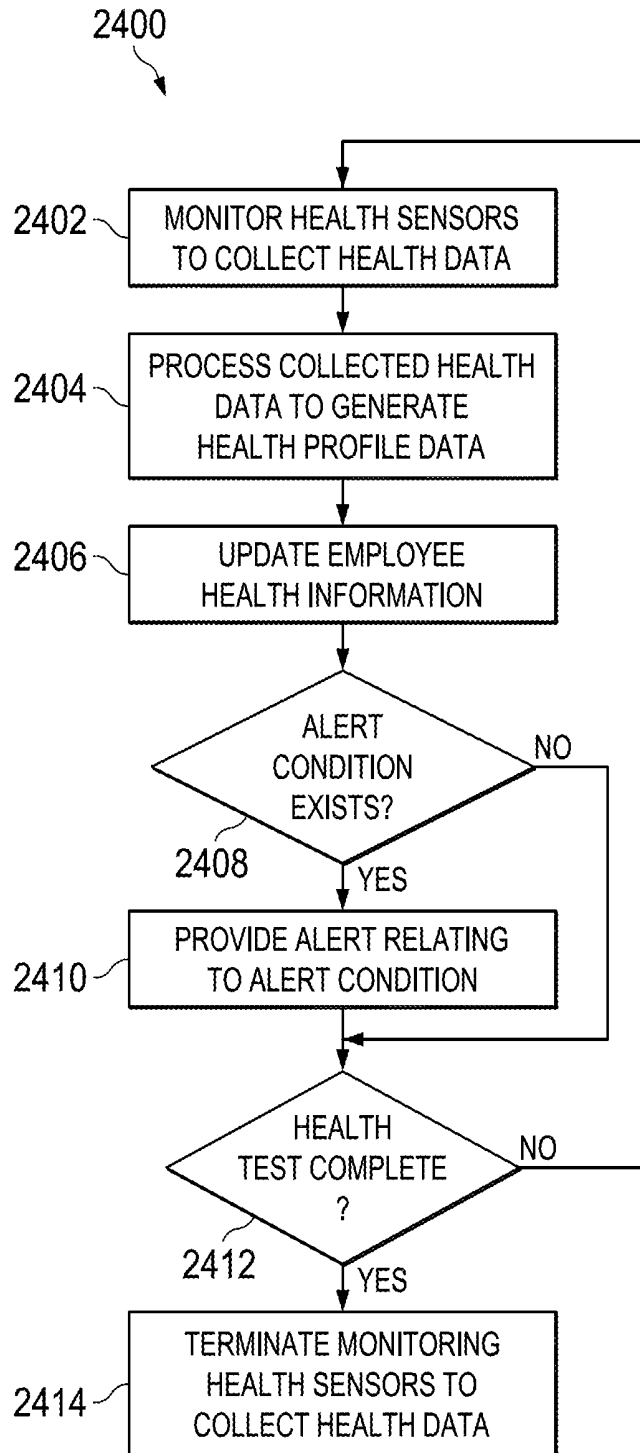 2400
2402
MONITOR HEALTH SENSORS
TO COLLECT HEALTH DATA
2404
PROCESS COLLECTED HEALTH
DATA TO GENERATE
HEALTH PROFILE DATA
2406
UPDATE EMPLOYEE
HEALTH INFORMATION
ALERT
CONDITION
EXISTS?
NO
2408
YES
2410
PROVIDE ALERT RELATING
TO ALERT CONDITION
HEALTH
TEST COMPLETE
?
NO
2412
YES
2414
TERMINATE MONITORING
HEALTH SENSORS TO
COLLECT HEALTH DATA